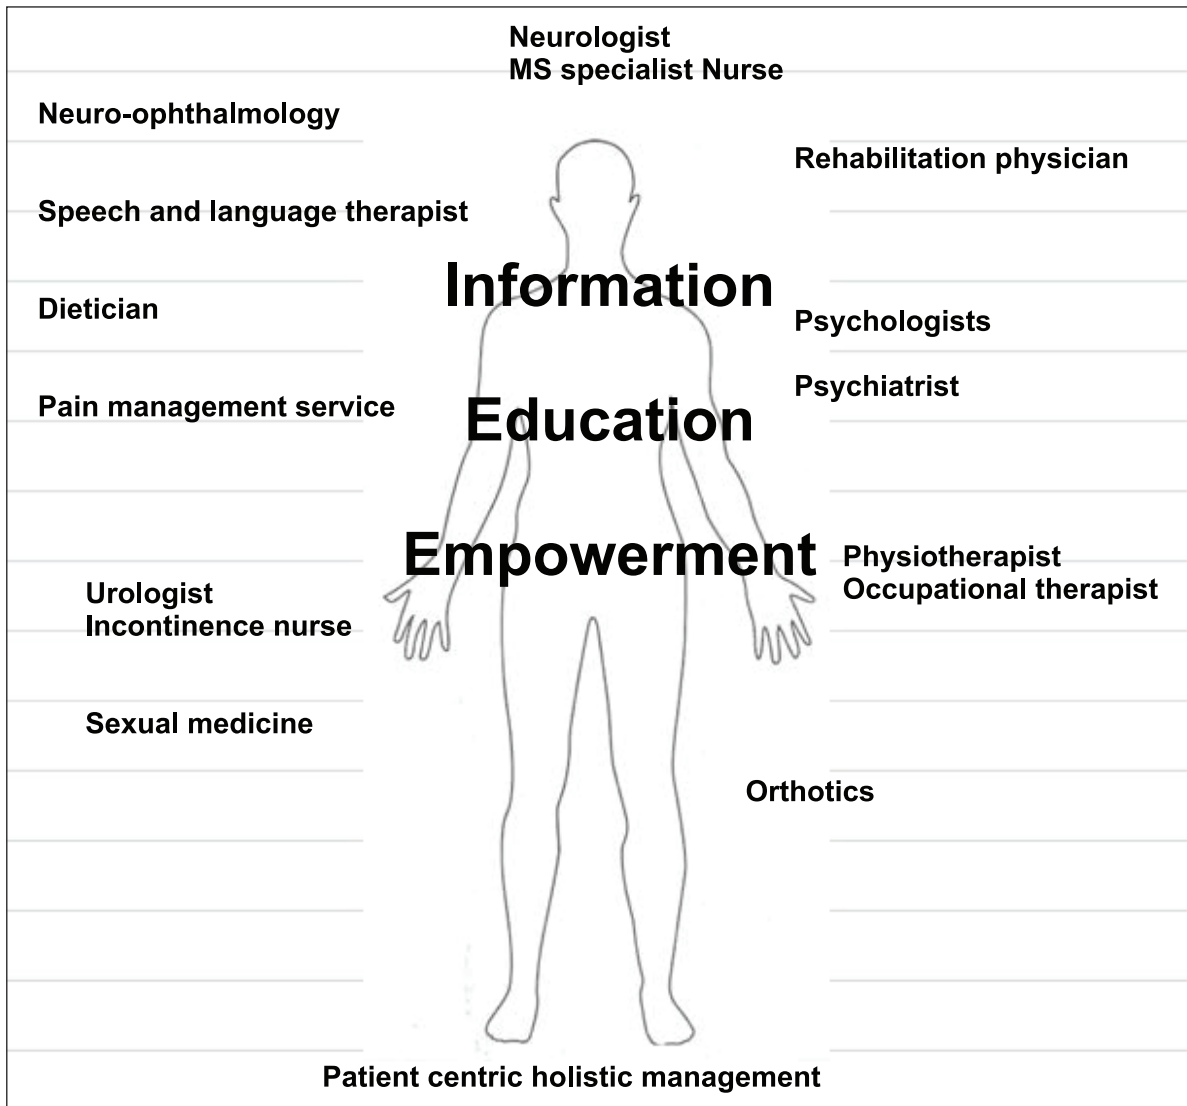 Neurologist
MS specialist Nurse
Neuro-ophthalmology
Rehabilitation physician
Speech and language therapist
Information
Dietician
Psychologists
Psychiatrist
Pain management service
Education
Empowerment
Physiotherapist
Occupational therapist
Urologist
Incontinence nurse
Sexual medicine
Orthotics
Patient centric holistic management